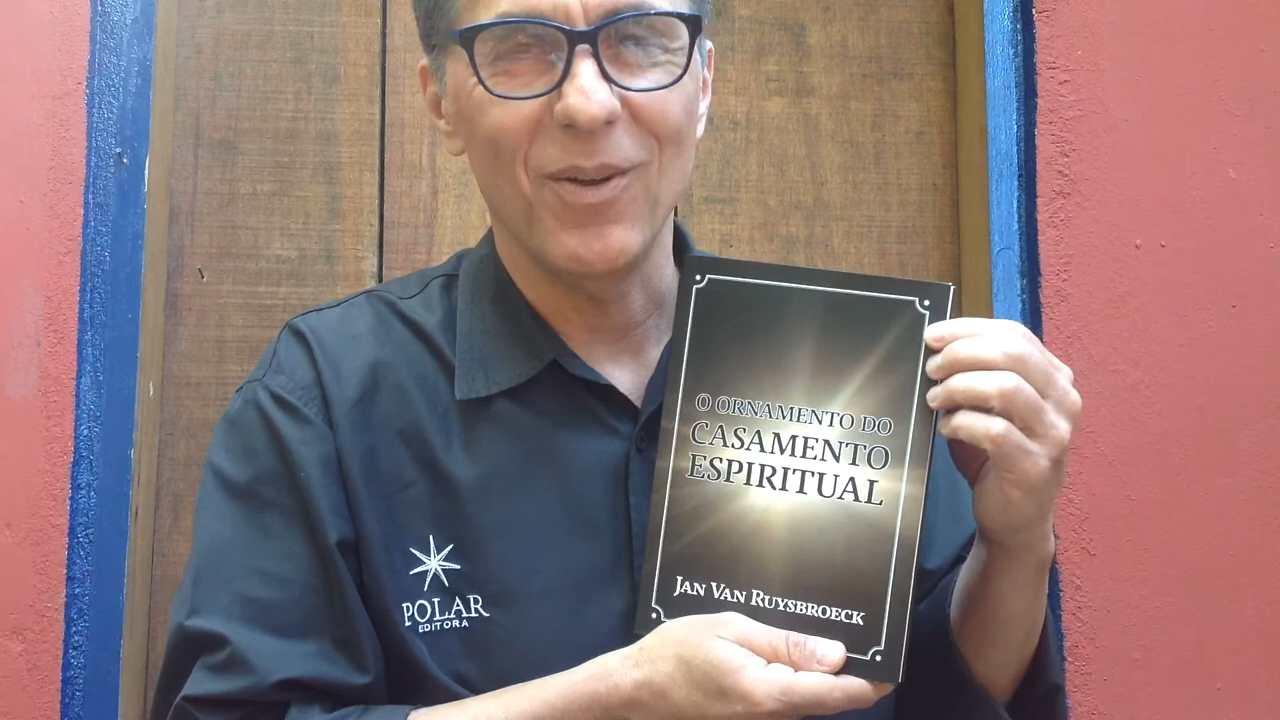 O ORNAMENTO DO
CASAMENTO
ESPIRITUAL
JAN VAN RUYSBROECK
POLAR
EDITORA